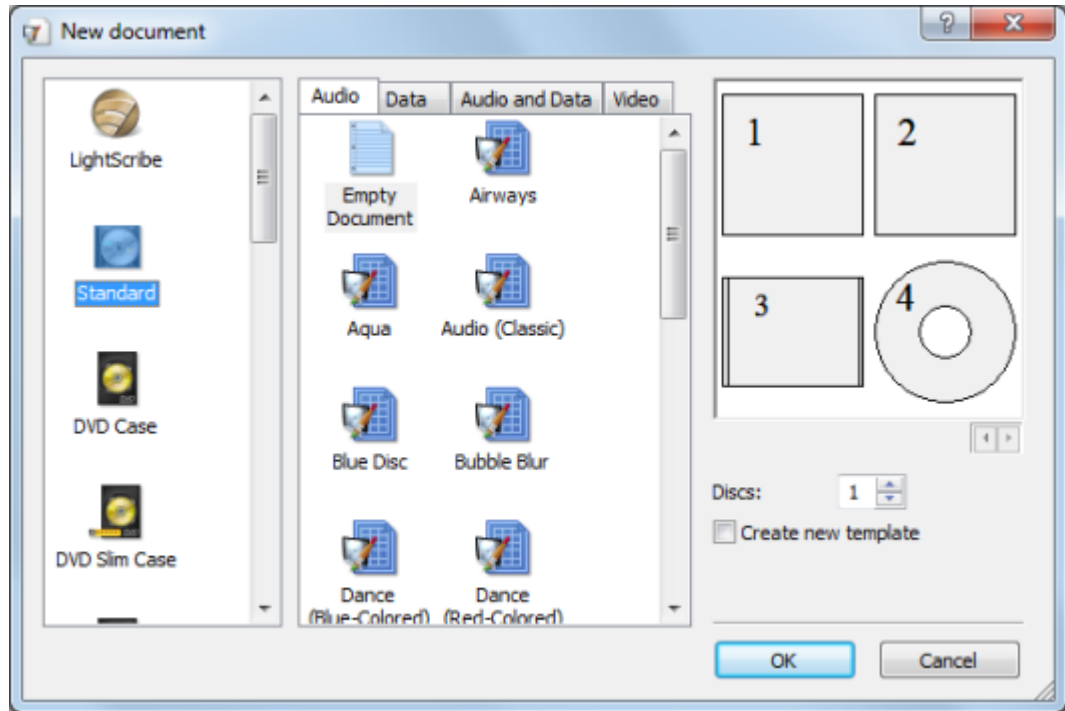 New document
LightScribe
Standard
DVD Case
DVD Slim Case
Audio
Data
Audio and Data
Video
Empty
Document
Airways
Aqua
Audio (Classic)
Blue Disc
Bubble Blur
Dance
(Blue-Colored)
Dance
(Red-Colored)
1
2
3
4
Discs:
1
Create new template
OK
Cancel